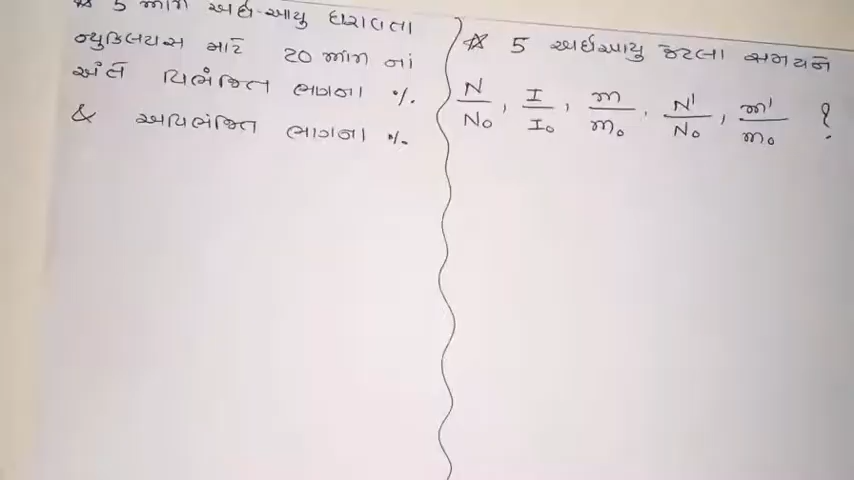 ☆ 5 માસ અર્ધ-આયુ ધરાવતા
ન્યુક્લિયસ માટે 20 માસ નાં
અંતે વિભંજિત ભાગના %.
& અવિભંજિત ભાગના %.
☆ 5 અર્ધઆયુ જેટલા સમયને
N/N₀, I/I₀, m/m₀, N'/N₀, m'/m₀ ?